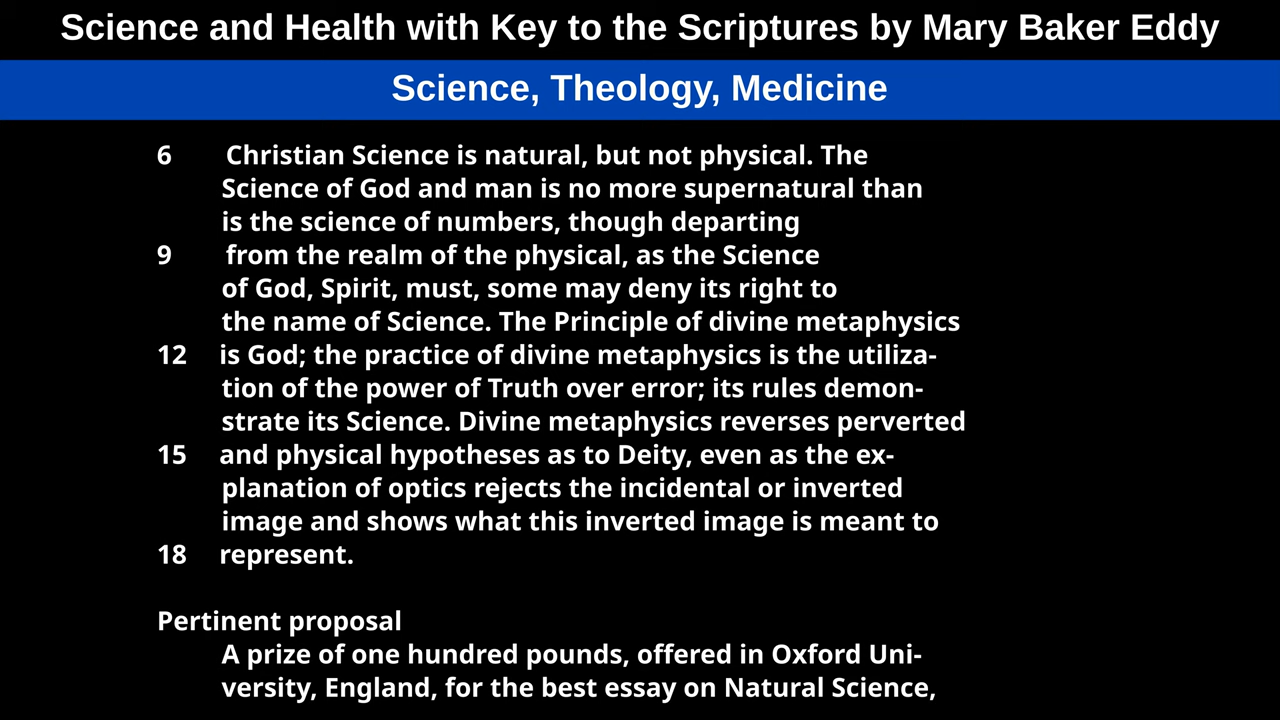 Science and Health with Key to the Scriptures by Mary Baker Eddy
Science, Theology, Medicine
6 Christian Science is natural, but not physical. The
Science of God and man is no more supernatural than
is the science of numbers, though departing
9 from the realm of the physical, as the Science
of God, Spirit, must, some may deny its right to
the name of Science. The Principle of divine metaphysics
12 is God; the practice of divine metaphysics is the utiliza-
tion of the power of Truth over error; its rules demon-
strate its Science. Divine metaphysics reverses perverted
15 and physical hypotheses as to Deity, even as the ex-
planation of optics rejects the incidental or inverted
image and shows what this inverted image is meant to
18 represent.
Pertinent proposal
A prize of one hundred pounds, offered in Oxford Uni-
versity, England, for the best essay on Natural Science,